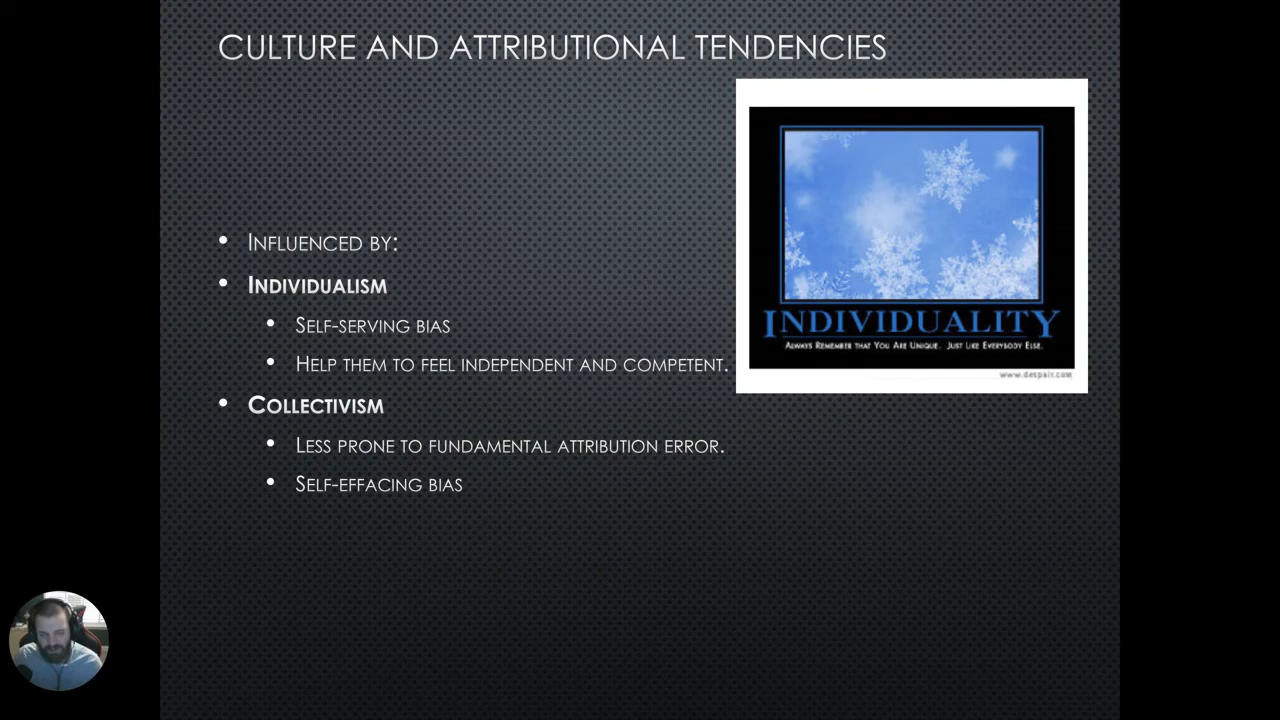 CULTURE AND ATTRIBUTIONAL TENDENCIES
• INFLUENCED BY:
• INDIVIDUALISM
• SELF-SERVING BIAS
• HELP THEM TO FEEL INDEPENDENT AND COMPETENT.
• COLLECTIVISM
• LESS PRONE TO FUNDAMENTAL ATTRIBUTION ERROR.
• SELF-EFFACING BIAS
INDIVIDUALITY
ALWAYS REMEMBER THAT YOU ARE UNIQUE. JUST LIKE EVERYBODY ELSE.
www.despair.com